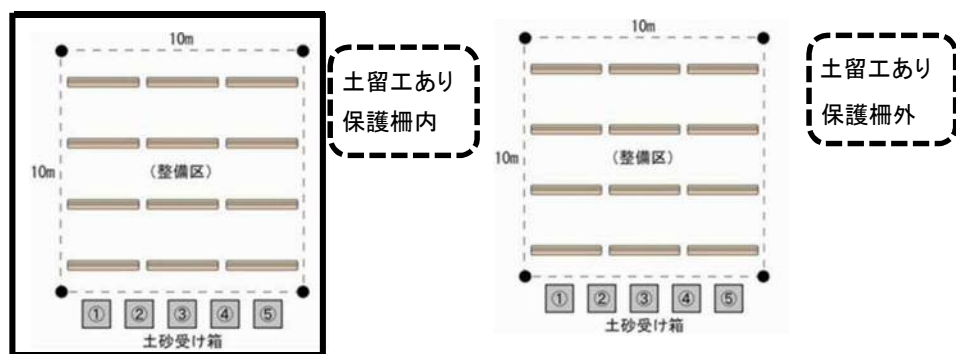 10m
10m
(整備区)
① ② ③ ④ ⑤
土砂受け箱
土留工あり
保護柵内
10m
10m
(整備区)
① ② ③ ④ ⑤
土砂受け箱
土留工あり
保護柵外